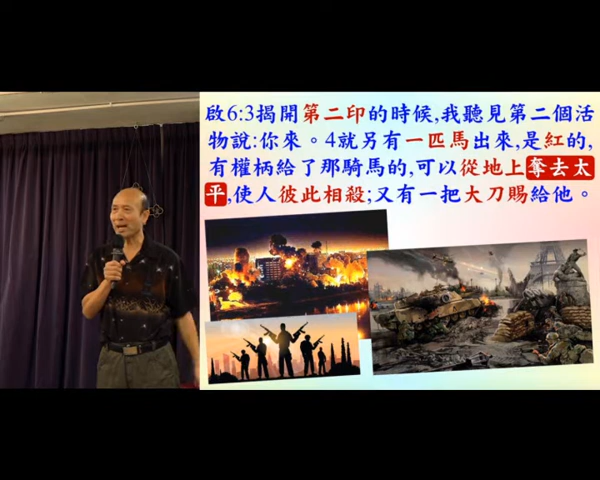 啟6:3揭開第二印的時候,我聽見第二個活
物說:你來。4就另有一匹馬出來,是紅的,
有權柄給了那騎馬的,可以從地上奪去太
平,使人彼此相殺;又有一把大刀賜給他。